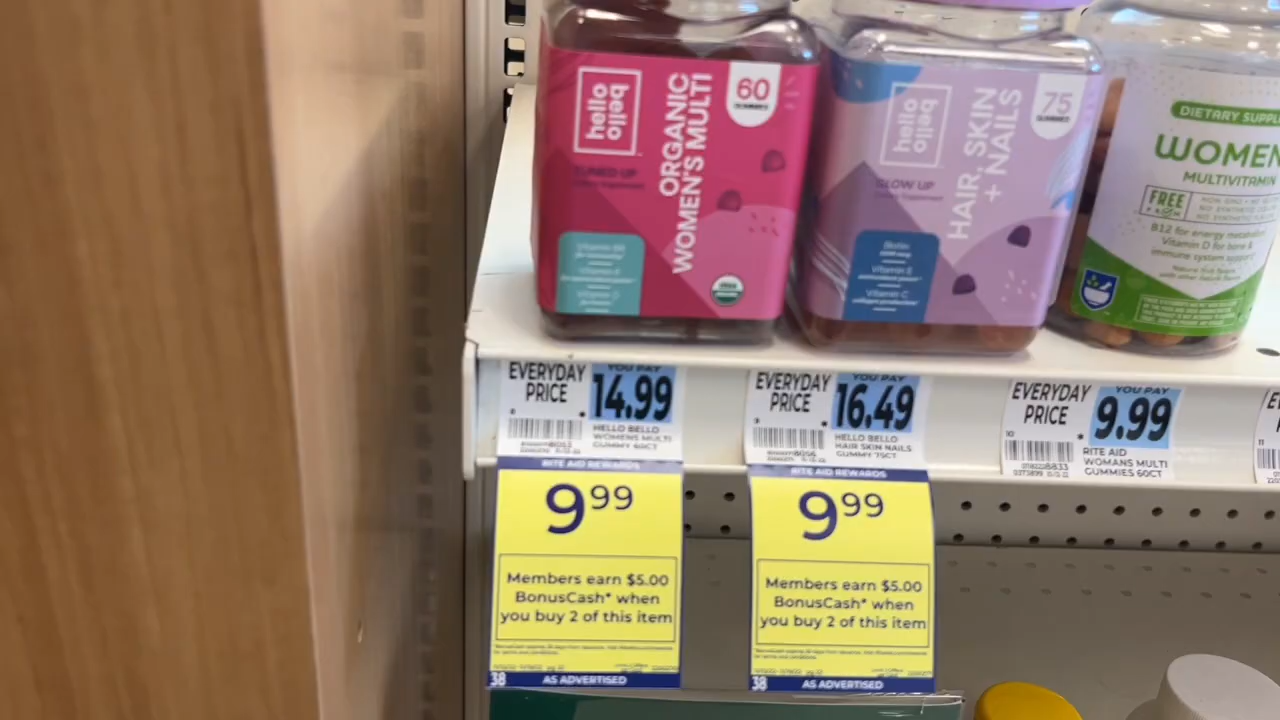 hello
bello
ORGANIC
WOMEN'S MULTI
60
GUMMIES
TUNED UP
USDA
hello
bello
HAIR, SKIN
+ NAILS
75
GUMMIES
GLOW UP
Biotin
Vitamin E
Vitamin C
DIETARY SUPPL
WOMEN
MULTIVITAMIN
FREE
B12 for energy metabolism
Vitamin D for bone &
immune system support
EVERYDAY
PRICE
YOU PAY
14.99
HELLO BELLO
WOMENS MULTI
GUMMY 60CT
EVERYDAY
PRICE
YOU PAY
16.49
HELLO BELLO
HAIR SKIN NAILS
GUMMY 75CT
EVERYDAY
PRICE
YOU PAY
9.99
RITE AID
WOMANS MULTI
GUMMIES 60CT
10
11
RITE AID REWARDS
9 99
Members earn $5.00
BonusCash* when
you buy 2 of this item
38
AS ADVERTISED
RITE AID REWARDS
9 99
Members earn $5.00
BonusCash* when
you buy 2 of this item
38
AS ADVERTISED